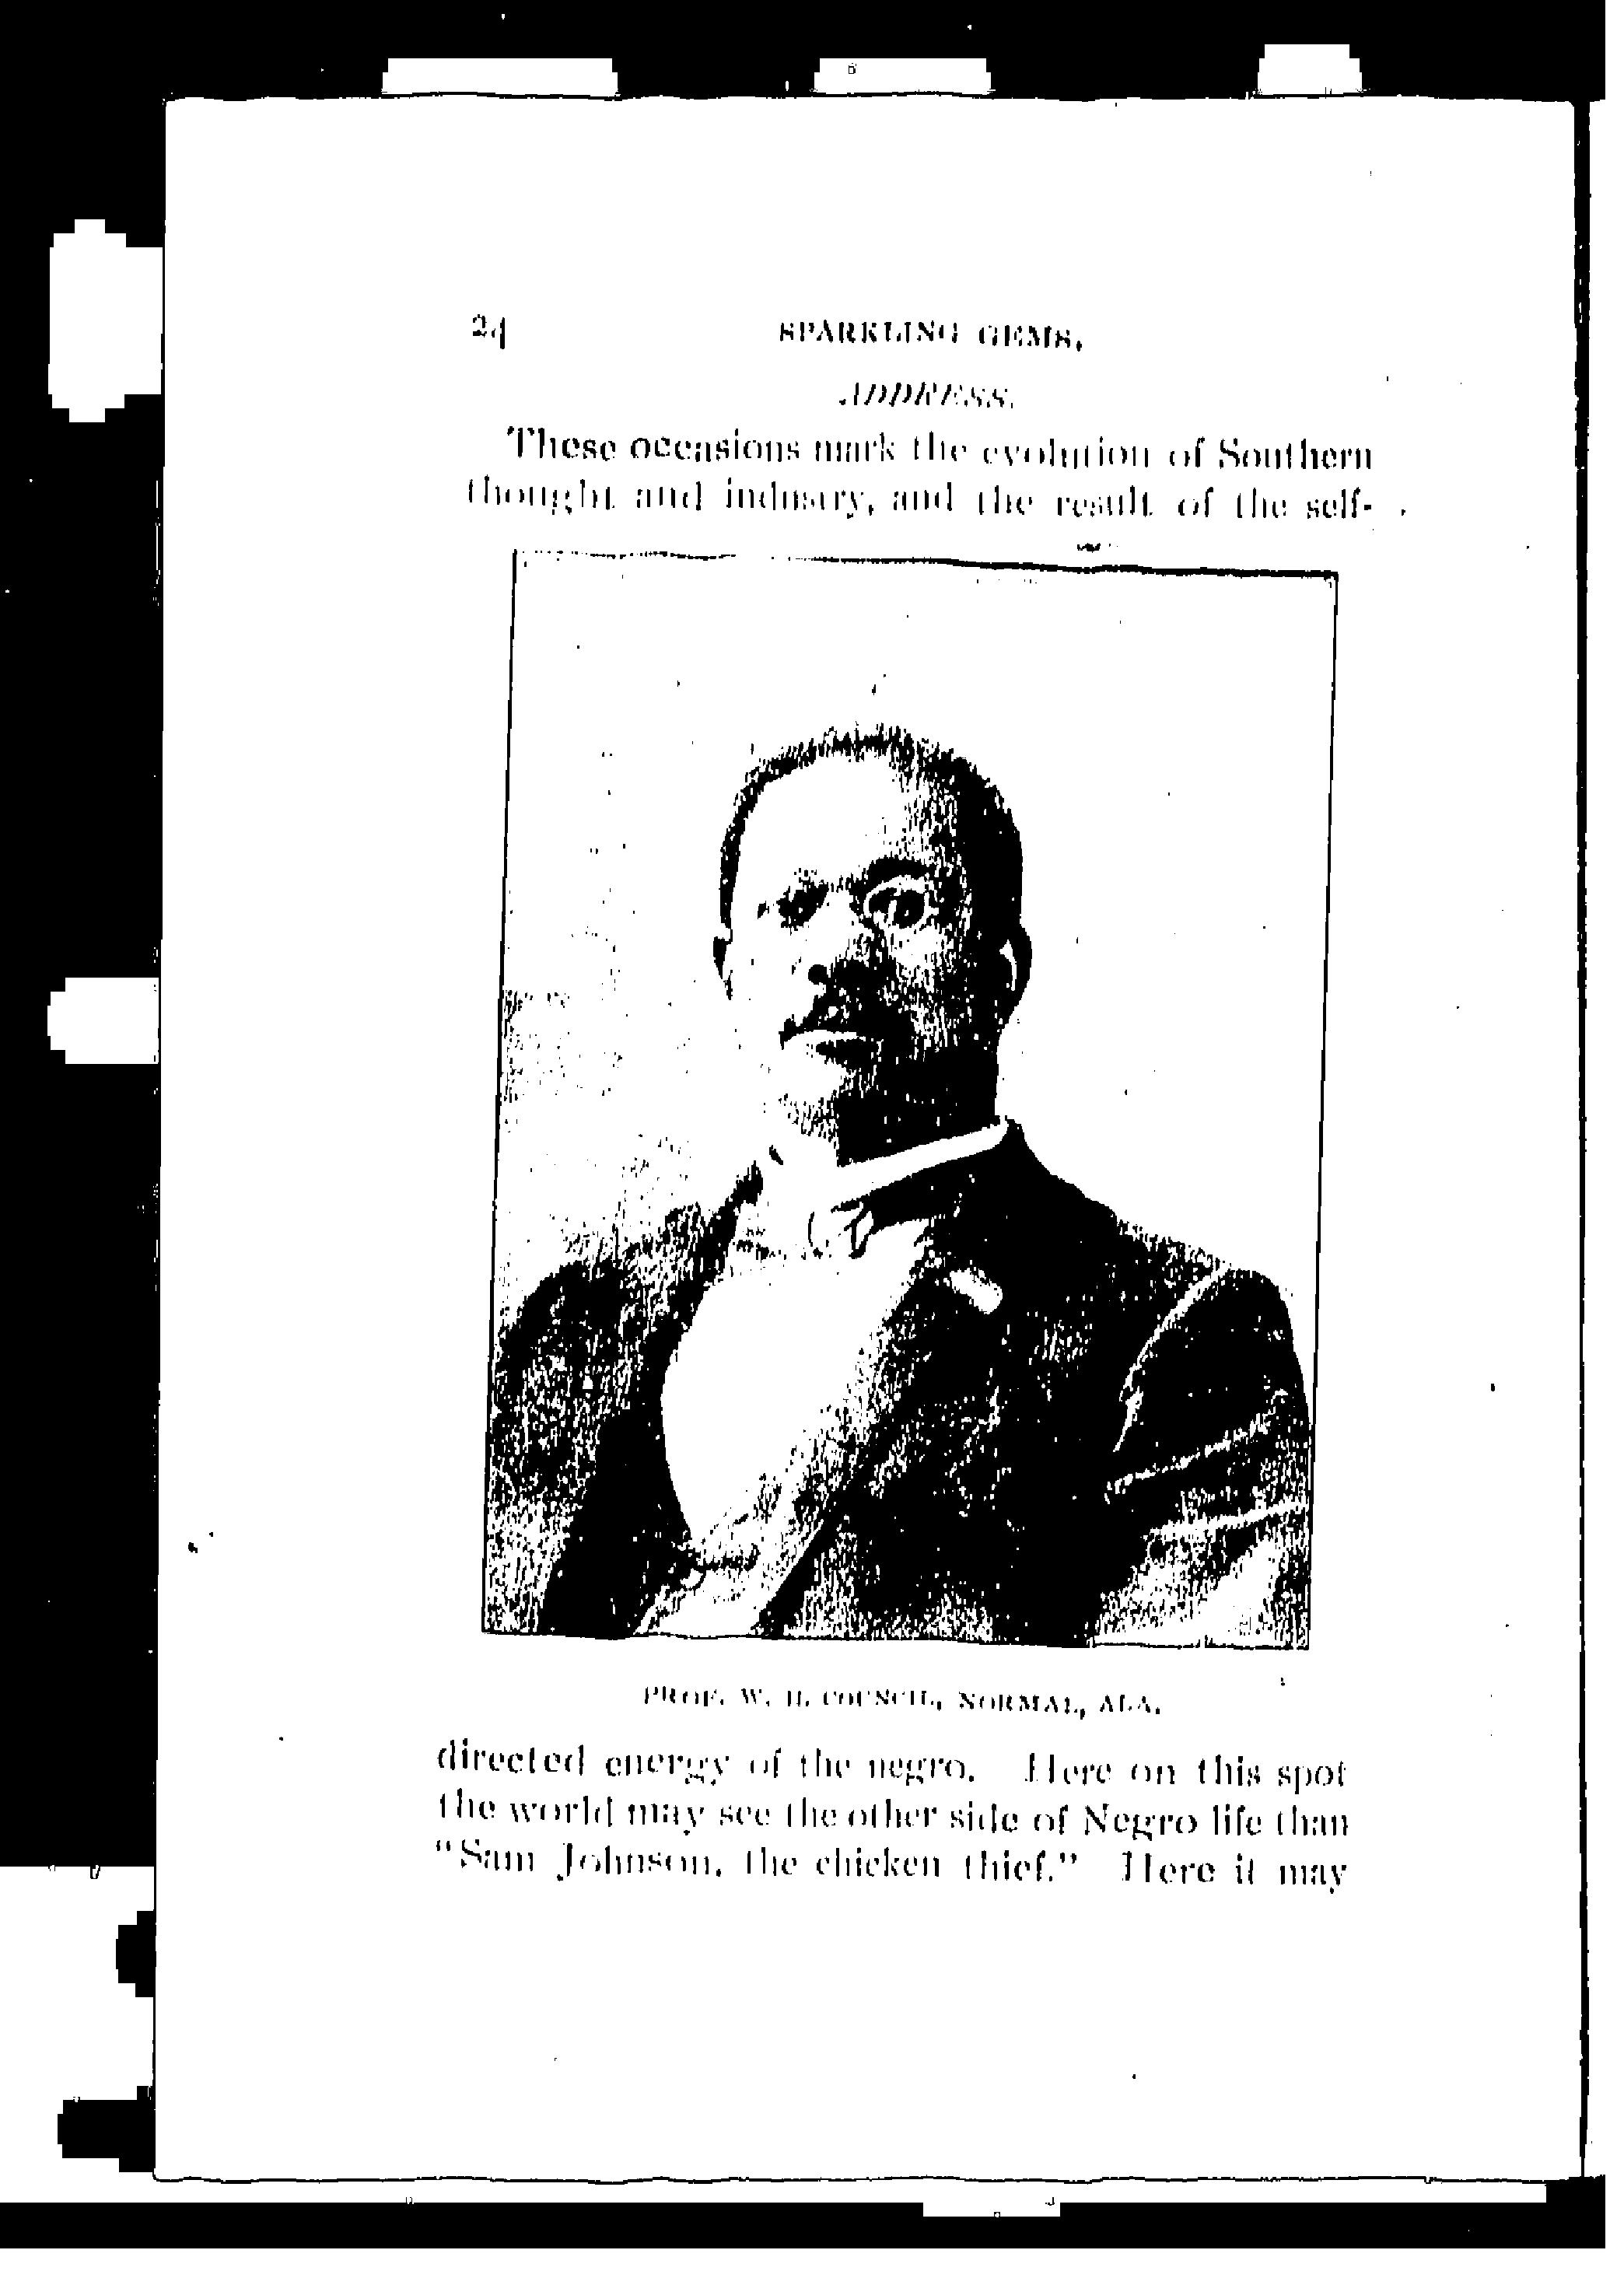 24 SPARKLING GEMS.
ADDRESS.
These occasions mark the evolution of Southern
thought and industry, and the result of the self-
PROF. W. H. COUNCIL, NORMAL, ALA.
directed energy of the negro. Here on this spot
the world may see the other side of Negro life than
"Sam Johnson, the chicken thief." Here it may